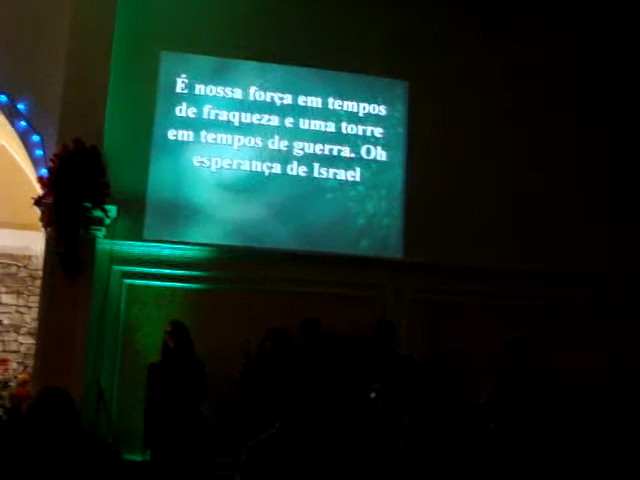 É nossa força em tempos
de fraqueza e uma torre
em tempos de guerra. Oh
esperança de Israel